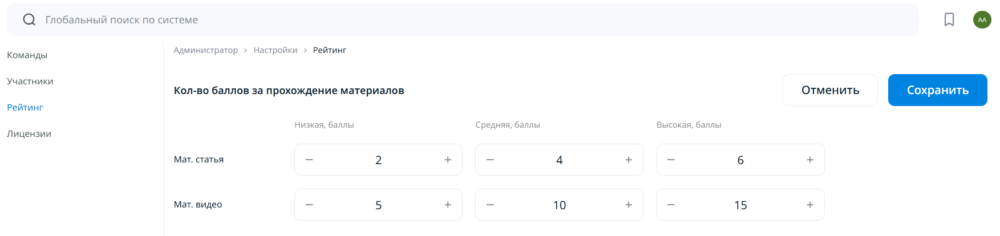 Глобальный поиск по системе
AA
Команды
Участники
Рейтинг
Лицензии
Администратор > Настройки > Рейтинг
Кол-во баллов за прохождение материалов
Отменить
Сохранить
Низкая, баллы Средняя, баллы Высокая, баллы
Мат. статья − 2 + − 4 + − 6 +
Мат. видео − 5 + − 10 + − 15 +